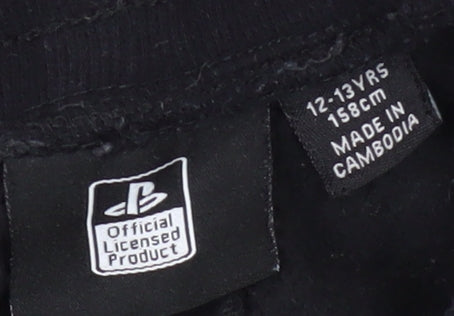 12-13YRS
158cm
MADE IN
CAMBODIA
Official
Licensed
Product